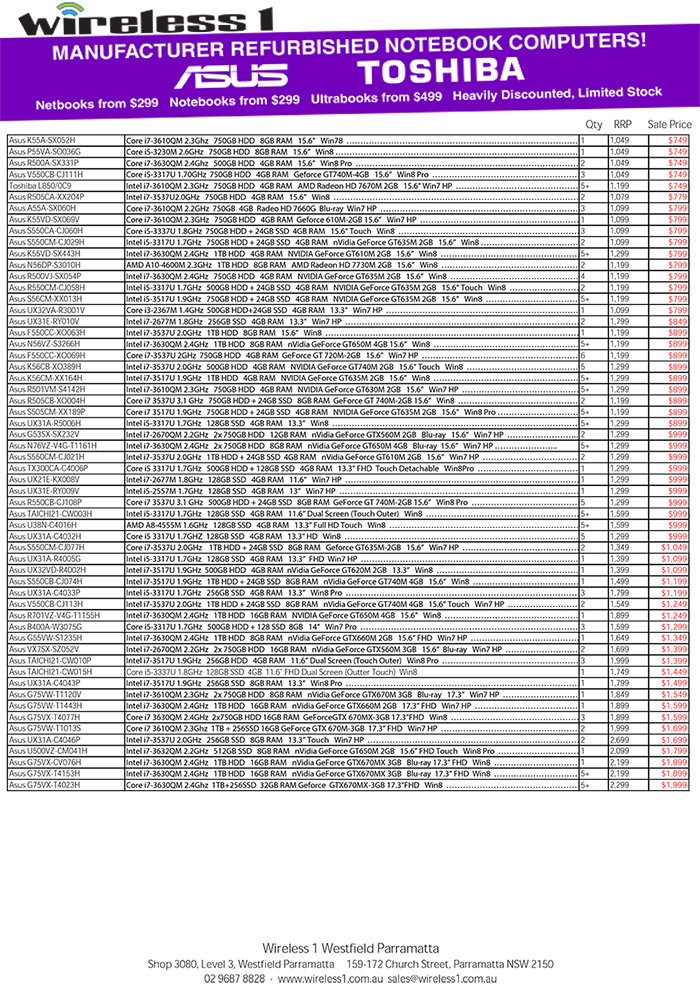 wireless 1
MANUFACTURER REFURBISHED NOTEBOOK COMPUTERS!
ASUS TOSHIBA
Netbooks from $299 Notebooks from $299 Ultrabooks from $499 Heavily Discounted, Limited Stock
Qty RRP Sale Price
Asus K55A-SX052H Core i7-3610QM 2.3Ghz 750GB HDD 8GB RAM 15.6" Win78 1 1,049 $749
Asus P55VA-SO036G Core i5-3230M 2.6GHz 750GB HDD 8GB RAM 15.6" Win8 1 1,049 $749
Asus R500A-SX331P Core i7-3630QM 2.4GHz 500GB HDD 4GB RAM 15.6" Win8 Pro 2 1,049 $749
Asus V550CB-CJ111H Core i5-3317U 1.70GHz 750GB HDD 4GB RAM Geforce GT740M-4GB 15.6" Win8 Pro 3 1,049 $749
Toshiba L850/0C9 Intel i7-3610QM 2.3GHz 750GB HDD 4GB RAM AMD Radeon HD 7670M 2GB 15.6" Win7 HP 5+ 1,199 $749
Asus R505CA-XX204P Intel i7-3537U2.0GHz 750GB HDD 4GB RAM 15.6" Win8 2 1,079 $779
Asus A55A-SX060H Core i7-3610QM 2.2GHz 750GB 4GB Radeo HD 7660G Blu-ray Win7 HP 3 1,099 $799
Asus K55VD-SX069V Core i7-3610QM 2.3GHz 750GB HDD 4GB RAM Geforce 610M-2GB 15.6" Win7 HP 1 1,099 $799
Asus S550CA-CJ060H Core i5-3337U 1.8GHz 750GB HDD + 24GB SSD 4GB RAM 15.6" Touch Win8 3 1,099 $799
Asus S550CM-CJ029H Intel i5-3317U 1.7GHz 750GB HDD + 24GB SSD 4GB RAM nVidia GeForce GT635M 2GB 15.6" Win8 2 1,099 $799
Asus K55VD-SX443H Intel i7-3630QM 2.4GHz 1TB HDD 4GB RAM NVIDIA GeForce GT610M 2GB 15.6" Win8 5+ 1,299 $799
Asus N56DP-S3010H AMD A10-4600M 2.3GHz 1TB HDD 8GB RAM AMD Radeon HD 7730M 2GB 15.6" Win8 2 1,199 $799
Asus R500VJ-SX054P Intel i7-3630QM 2.4GHz 750GB HDD 4GB RAM NVIDIA GeForce GT635M 2GB 15.6" Win8 4 1,199 $799
Asus R550CM-CJ058H Intel i5-3317U 1.7GHz 500GB HDD + 24GB SSD 4GB RAM NVIDIA GeForce GT635M 2GB 15.6" Touch Win8 2 1,099 $799
Asus S56CM-XX013H Intel i5-3517U 1.9GHz 750GB HDD + 24GB SSD 4GB RAM NVIDIA GeForce GT635M 2GB 15.6" Win8 5+ 1,199 $799
Asus UX32VA-R3001V Core i3-2367M 1.4GHz 500GB HDD+24GB SSD 4GB RAM 13.3" Win7 HP 1 1,099 $799
Asus UX31E-RY010V Intel i7-2677M 1.8GHz 256GB SSD 4GB RAM 13.3" Win7 HP 2 1,799 $849
Asus F550CC-XO063H Intel i7-3537U 2.0GHz 1TB HDD 8GB RAM 15.6" Win8 1 1,199 $899
Asus N56VZ-S3266H Intel i7-3630QM 2.4GHz 1TB HDD 8GB RAM nVidia GeForce GT650M 4GB 15.6" Win8 5+ 1,199 $899
Asus F550CC-XO069H Core i7-3537U 2GHz 750GB HDD 4GB RAM GeForce GT 720M-2GB 15.6" Win7 HP 6 1,199 $899
Asus K56CB-XO389H Intel i7-3537U 2.0GHz 500GB HDD 4GB RAM NVIDIA GeForce GT740M 2GB 15.6" Touch Win8 5 1,299 $899
Asus K56CM-XX164H Intel i7-3517U 1.9GHz 1TB HDD 4GB RAM NVIDIA GeForce GT635M 2GB 15.6" Win8 5+ 1,299 $899
Asus R501VM-S4142H Intel i7-3610QM 2.3GHz 750GB HDD 4GB RAM NVIDIA GeForce GT630M 2GB 15.6" Win7 HP 5+ 1,299 $899
Asus R505CB-XO004H Core i7 3537U 3.1 GHz 750GB HDD + 24GB SSD 8GB RAM GeForce GT 740M-2GB 15.6" Win8 2 1,199 $899
Asus S505CM-XX189P Core i7 3517U 1.9GHz 750GB HDD + 24GB SSD 4GB RAM NVIDIA GeForce GT635M 2GB 15.6" Win8 Pro 5+ 1,199 $899
Asus UX31A-R5006H Intel i5-3317U 1.7GHz 128GB SSD 4GB RAM 13.3" Win8 5+ 1,299 $899
Asus G53SX-SX232V Intel i7-2670QM 2.2GHz 2x 750GB HDD 12GB RAM nVidia GeForce GTX560M 2GB Blu-ray 15.6" Win7 HP 2 1,299 $999
Asus N76VZ-V4G-T1161H Intel i7-3630QM 2.4GHz 2x 750GB HDD 8GB RAM nVidia GeForce GT650M 4GB Blu-ray 15.6" Win7 HP 5+ 1,299 $999
Asus S550CM-CJ021H Intel i7-3537U 2.0GHz 1TB HDD + 24GB SSD 4GB RAM nVidia GeForce GT610M 2GB 15.6" Win7 HP 1 1,299 $999
Asus TX300CA-C4006P Core i5 3317U 1.7GHz 500GB HDD + 128GB SSD 4GB RAM 13.3" FHD Touch Detachable Win8Pro 1 1,299 $999
Asus UX21E-KX008V Intel i7-2677M 1.8GHz 128GB SSD 4GB RAM 11.6" Win7 HP 1 1,299 $999
Asus UX31E-RY009V Intel i5-2557M 1.7GHz 128GB SSD 4GB RAM 13" Win7 HP 1 1,299 $999
Asus R550CB-CJ108P Core i7 3537U 3.1 GHz 500GB HDD + 24GB SSD 8GB RAM GeForce GT 740M-2GB 15.6" Win8 Pro 5 1,299 $999
Asus TAICHI21-CW003H Intel i5-3317U 1.7GHz 128GB SSD 4GB RAM 11.6" Dual Screen (Touch Outer) Win8 5+ 1,599 $999
Asus U38N-C4016H AMD A8-4555M 1.6GHz 128GB SSD 4GB RAM 13.3" Full HD Touch Win8 5+ 1,599 $999
Asus UX31A-C4032H Core i5 3317U 1.7GHZ 128GB SSD 4GB RAM 13.3" HD Win8 5 1,299 $999
Asus S550CM-CJ077H Core i7-3537U 2.0GHz 1TB HDD + 24GB SSD 8GB RAM Geforce GT635M-2GB 15.6" Win7 HP 2 1,349 $1,049
Asus UX31A-R4005G Intel i5-3317U 1.7GHz 128GB SSD 4GB RAM 13.3" FHD Win7 HP 1 1,399 $1,099
Asus UX32VD-R4002H Intel i7-3517U 1.9GHz 500GB HDD 4GB RAM nVidia GeForce GT620M 2GB 13.3" Win8 1 1,399 $1,099
Asus S550CB-CJ074H Intel i7-3517U 1.9GHz 1TB HDD + 24GB SSD 8GB RAM nVidia GeForce GT740M 4GB 15.6" Win8 1 1,499 $1,199
Asus UX31A-C4033P Core i5-3317U 1.7GHz 256GB SSD 4GB RAM 13.3" Win8 Pro 3 1,799 $1,199
Asus V550CB-CJ113H Intel i7-3537U 2.0GHz 1TB HDD + 24GB SSD 8GB RAM nVidia GeForce GT740M 4GB 15.6" Touch Win7 HP 2 1,549 $1,249
Asus R701VZ-V4G-T1155H Intel i7-3630QM 2.4GHz 1TB HDD 16GB RAM NVIDIA GeForce GT650M 4GB 15.6" Win8 1 1,899 $1,249
Asus B400A-W3075G Core i5-3317U 1.7GHz 500GB HDD + 128 SSD 8GB 14" Win7 Pro 3 1,599 $1,299
Asus G55VW-S1235H Intel i7-3630QM 2.4GHz 1TB HDD 8GB RAM nVidia GeForce GTX660M 2GB 15.6" FHD Win7 HP 1 1,649 $1,349
Asus VX7SX-SZ052V Intel i7-2670QM 2.2GHz 2x 750GB HDD 16GB RAM nVidia GeForce GTX560M 3GB 15.6" Blu-ray Win7 HP 2 1,699 $1,399
Asus TAICHI21-CW010P Intel i7-3517U 1.9GHz 256GB HDD 4GB RAM 11.6" Dual Screen (Touch Outer) Win8 Pro 3 1,999 $1,399
Asus TAICHI21-CW015H Core i5-3337U 1.8GHz 128GB SSD 4GB 11.6" FHD Dual Screen (Outter Touch) Win8 1 1,749 $1,449
Asus UX31A-C4043P Intel i7-3517U 1.9GHz 256GB SSD 8GB RAM 13.3" Win8 Pro 1 1,799 $1,499
Asus G75VW-T1120V Intel i7-3610QM 2.3GHz 2x 750GB HDD 8GB RAM nVidia GeForce GTX670M 3GB Blu-ray 17.3" Win7 HP 1 1,849 $1,549
Asus G75VW-T1443H Intel i7-3630QM 2.4GHz 1TB HDD 16GB RAM nVidia GeForce GTX660M 2GB 17.3" FHD Win7 HP 1 1,899 $1,599
Asus G75VX-T4077H Core i7 3630QM 2.4GHz 2x750GB HDD 16GB RAM GeForceGTX 670MX-3GB 17.3"FHD Win8 3 1,899 $1,599
Asus G75VW-T1013S Core i7 3610QM 2.3Ghz 1TB + 256SSD 16GB GeForce GTX 670M-3GB 17.3" FHD Win7 HP 2 1,999 $1,699
Asus UX31A-C4046P Intel i7-3537U 2.0GHz 256GB SSD 8GB RAM 13.3" Touch Win7 HP 2 2,699 $1,699
Asus U500VZ-CM041H Intel i7-3632QM 2.2GHz 512GB SSD 8GB RAM nVidia GeForce GT650M 2GB 15.6" FHD Touch Win8 Pro 1 2,099 $1,799
Asus G75VX-CV076H Intel i7-3630QM 2.4GHz 1TB HDD 16GB RAM nVidia GeForce GTX670MX 3GB Blu-ray 17.3" FHD Win8 1 2,199 $1,899
Asus G75VX-T4153H Intel i7-3630QM 2.4GHz 1TB HDD 16GB RAM nVidia GeForce GTX670MX 3GB Blu-ray 17.3" FHD Win8 5+ 2,199 $1,899
Asus G75VX-T4023H Core i7-3630QM 2.4Ghz 1TB+256SSD 32GB RAM Geforce GTX670MX-3GB 17.3"FHD Win8 5+ 2,299 $1,999
Wireless 1 Westfield Parramatta
Shop 3080, Level 3, Westfield Parramatta 159-172 Church Street, Parramatta NSW 2150
02 9687 8828 - www.wireless1.com.au sales@wireless1.com.au